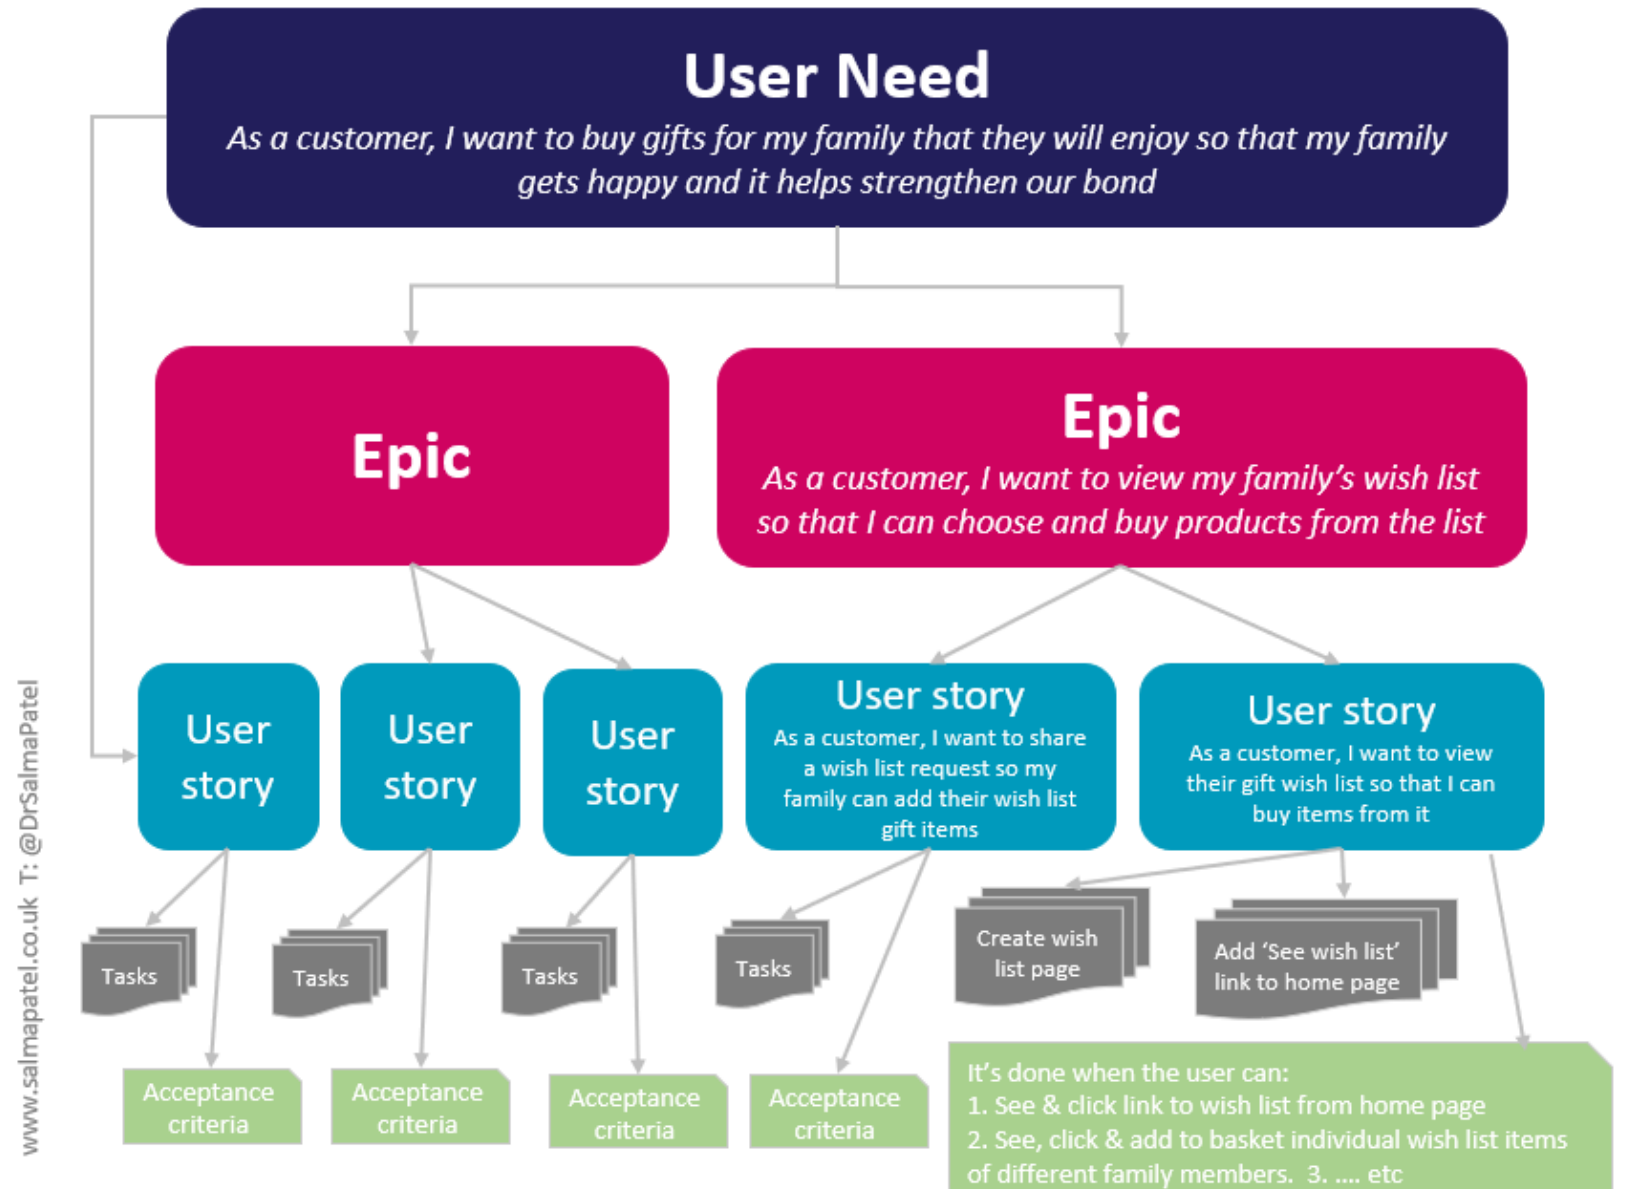 User Need
As a customer, I want to buy gifts for my family that they will enjoy so that my family
gets happy and it helps strengthen our bond
Epic
Epic
As a customer, I want to view my family’s wish list
so that I can choose and buy products from the list
User
story
User
story
User
story
User story
As a customer, I want to share
a wish list request so my
family can add their wish list
gift items
User story
As a customer, I want to view
their gift wish list so that I can
buy items from it
Tasks
Tasks
Tasks
Tasks
Create wish
list page
Add ‘See wish list’
link to home page
Acceptance
criteria
Acceptance
criteria
Acceptance
criteria
Acceptance
criteria
It’s done when the user can:
1. See & click link to wish list from home page
2. See, click & add to basket individual wish list items
of different family members.  3. .... etc
www.salmapatel.co.uk  T: @DrSalmaPatel